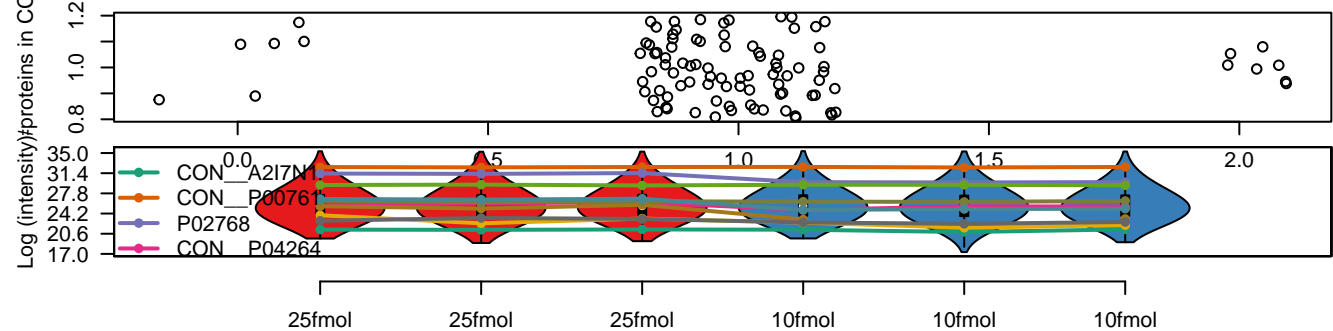 1.2
1.0
0.8
#proteins in CO
0.0
0.5
1.0
1.5
2.0
Log (intensity)
35.0
31.4
27.8
24.2
20.6
17.0
CON__A2I7N
CON__P00761
P02768
CON__P04264
25fmol 25fmol 25fmol 10fmol 10fmol 10fmol